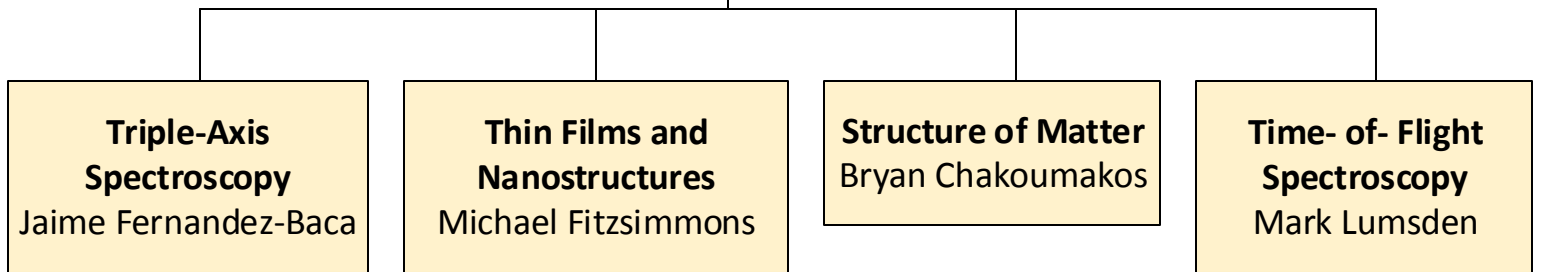 Triple-Axis
Spectroscopy
Jaime Fernandez-Baca
Thin Films and
Nanostructures
Michael Fitzsimmons
Structure of Matter
Bryan Chakoumakos
Time- of- Flight
Spectroscopy
Mark Lumsden